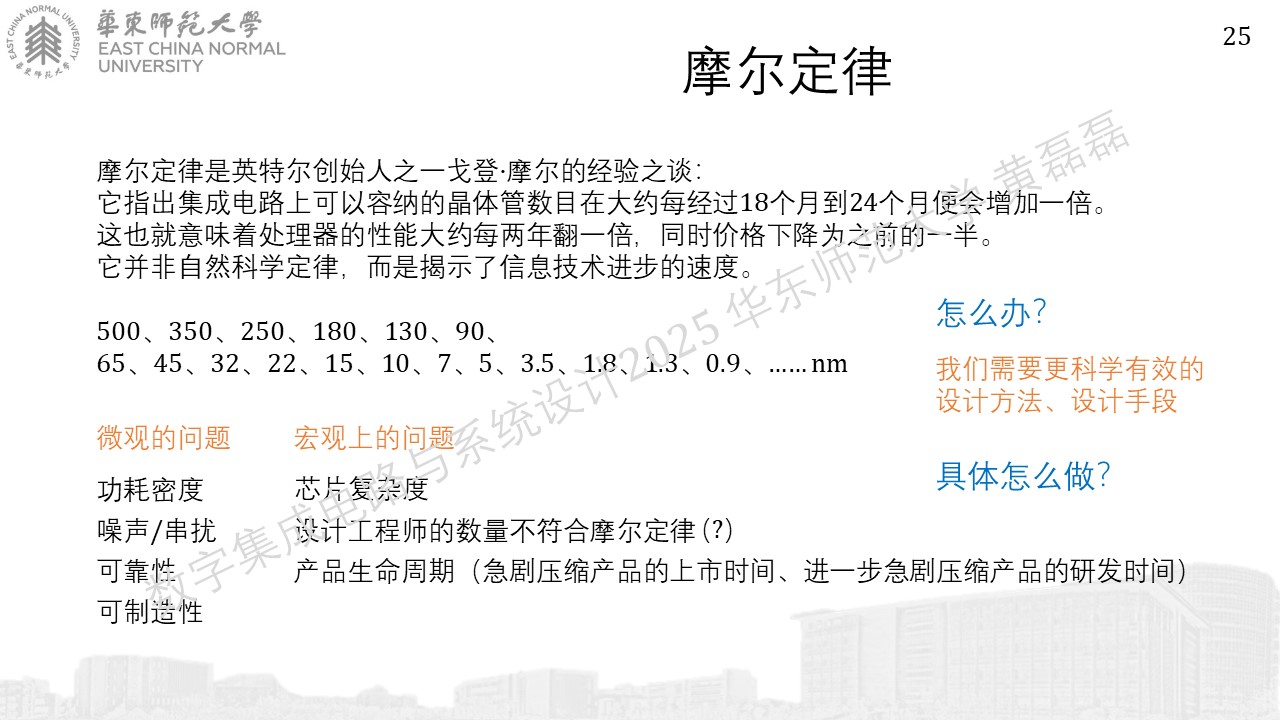 華東師范大學
EAST CHINA NORMAL
UNIVERSITY
EAST CHINA NORMAL UNIVERSITY
華東師范大學
25
摩尔定律
摩尔定律是英特尔创始人之一戈登·摩尔的经验之谈：
它指出集成电路上可以容纳的晶体管数目在大约每经过18个月到24个月便会增加一倍。
这也就意味着处理器的性能大约每两年翻一倍，同时价格下降为之前的一半。
它并非自然科学定律，而是揭示了信息技术进步的速度。
500、350、250、180、130、90、
65、45、32、22、15、10、7、5、3.5、1.8、1.3、0.9、……nm
怎么办？
我们需要更科学有效的
设计方法、设计手段
具体怎么做？
微观的问题 宏观上的问题
功耗密度 芯片复杂度
噪声/串扰 设计工程师的数量不符合摩尔定律(?)
可靠性 产品生命周期（急剧压缩产品的上市时间、进一步急剧压缩产品的研发时间）
可制造性
数字集成电路与系统设计2025 华东师范大学 黄磊磊